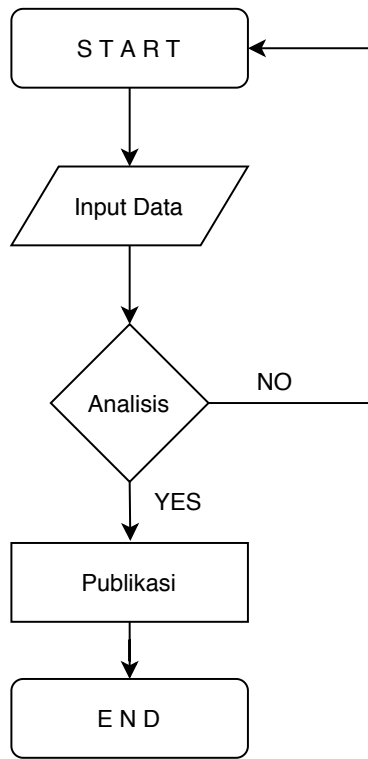 S T A R T
Input Data
Analisis
NO
YES
Publikasi
E N D